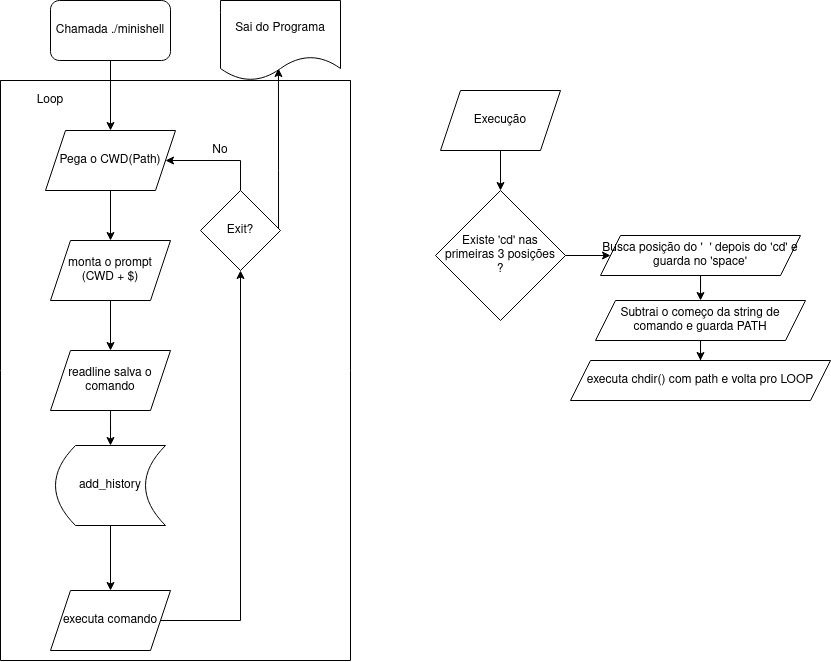 Chamada ./minishell
Sai do Programa
Loop
Pega o CWD(Path)
No
Exit?
monta o prompt
(CWD + $)
readline salva o
comando
add_history
executa comando
Execução
Existe 'cd' nas
primeiras 3 posições
?
Busca posição do ' ' depois do 'cd' e
guarda no 'space'
Subtrai o começo da string de
comando e guarda PATH
executa chdir() com path e volta pro LOOP